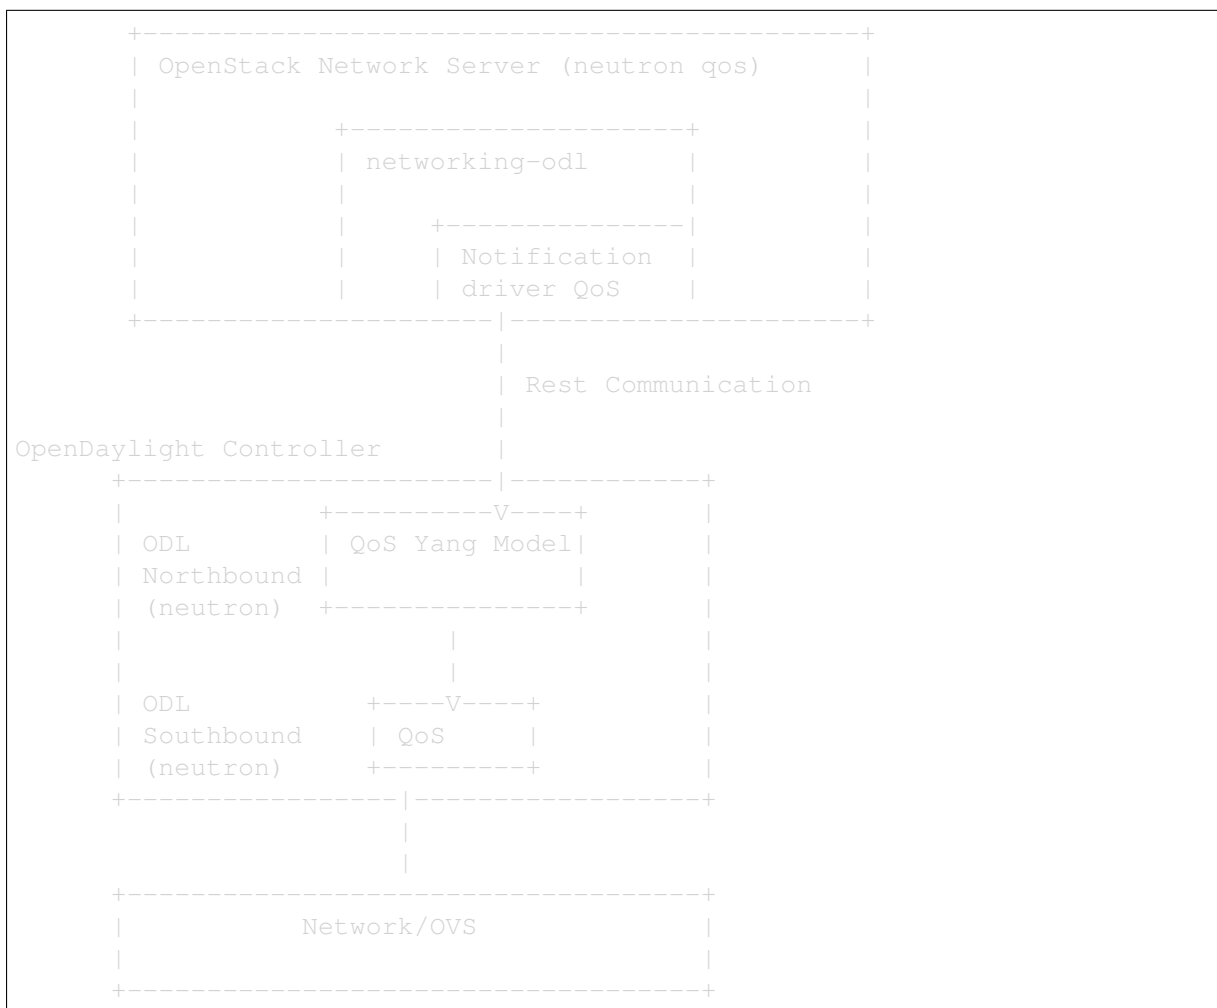 +---------------------------------------------+
| OpenStack Network Server (neutron qos)      |
|                                             |
|            +---------------------+          |
|            | networking-odl      |          |
|            |                     |          |
|            |     +---------------|          |
|            |     | Notification  |          |
|            |     | driver QoS    |          |
+----------------------|----------------------+
|
| Rest Communication
|
OpenDaylight Controller       |
+-----------------------|------------+
|            +----------V----+       |
| ODL        | QoS Yang Model|       |
| Northbound |               |       |
| (neutron)  +---------------+       |
|                    |               |
|                    |               |
| ODL           +----V----+          |
| Southbound    | QoS     |          |
| (neutron)     +---------+          |
+-----------------|------------------+
|
|
+------------------------------------+
|           Network/OVS              |
|                                    |
+------------------------------------+